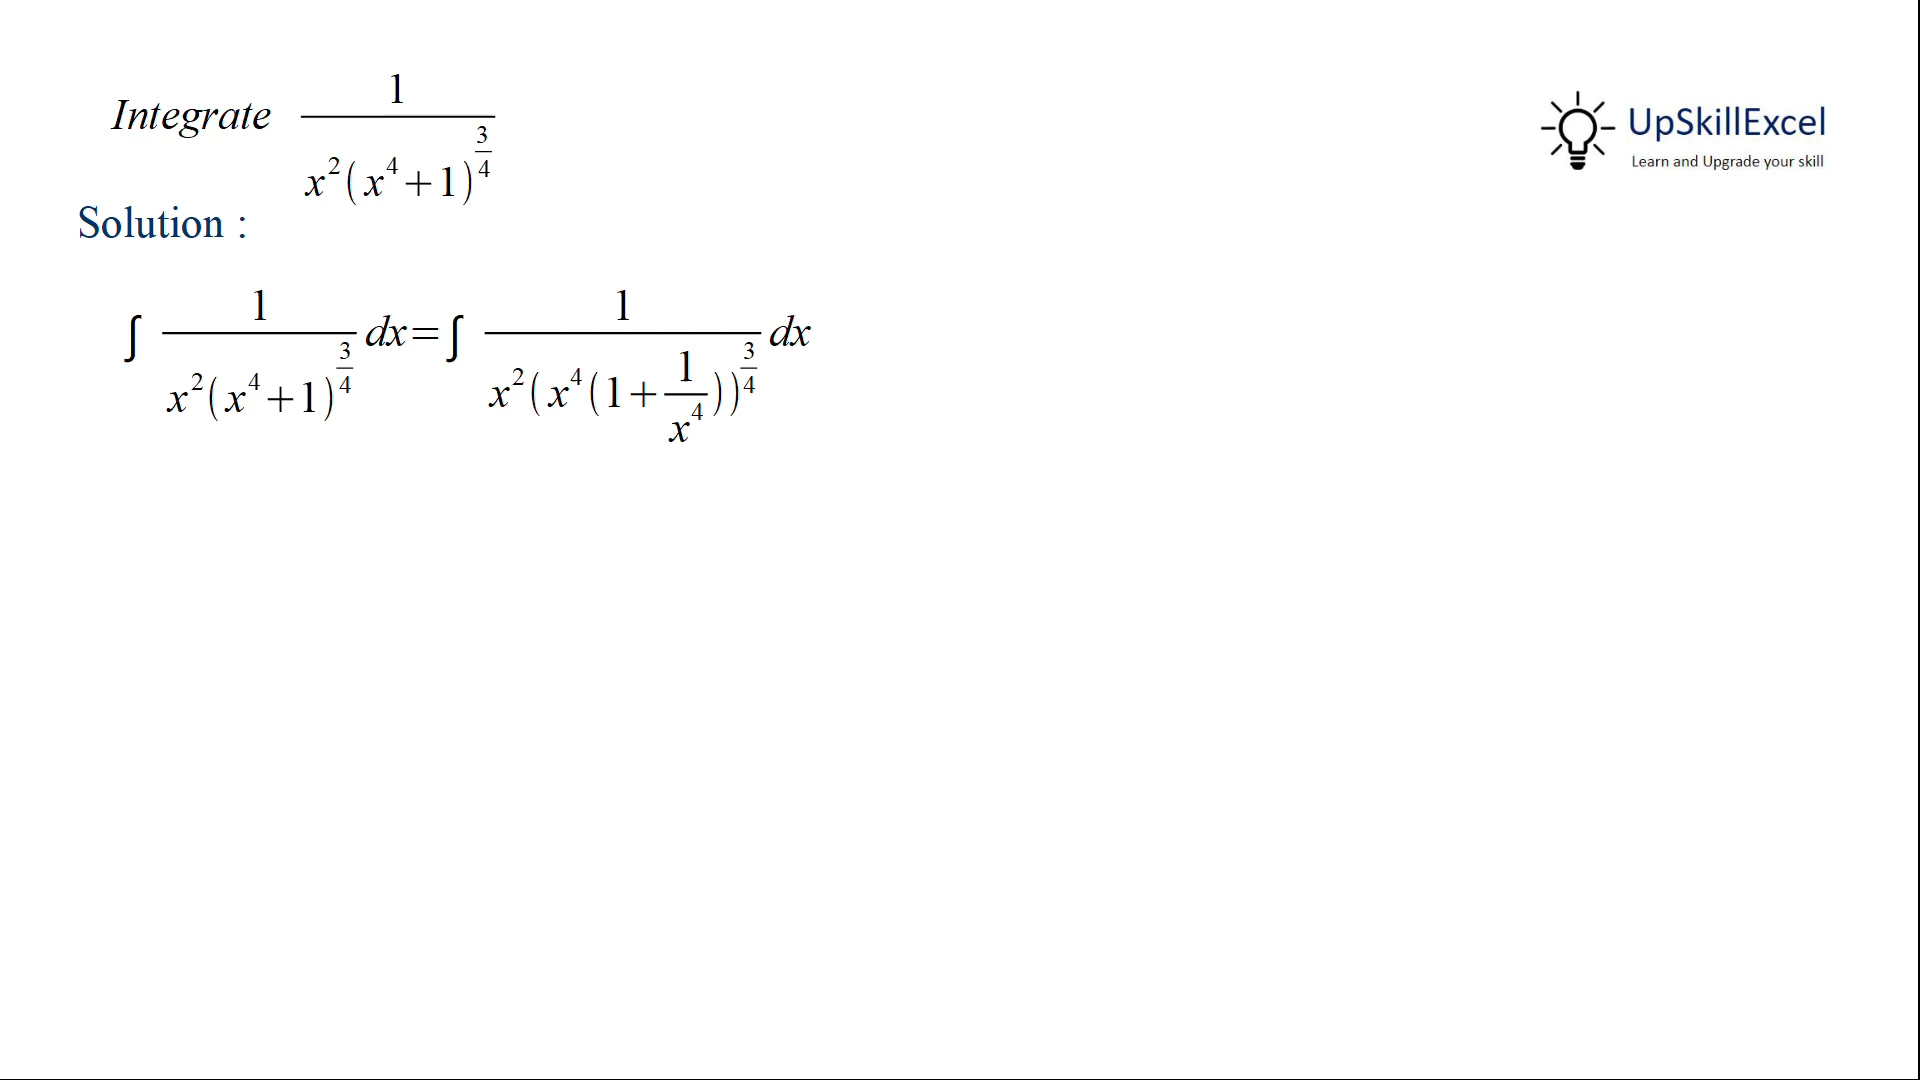 Integrate 1/(x^2(x^4+1)^(3/4))
UpSkillExcel
Learn and Upgrade your skill
Solution :
∫ 1/(x^2(x^4+1)^(3/4)) dx=∫ 1/(x^2(x^4(1+1/x^4))^(3/4)) dx